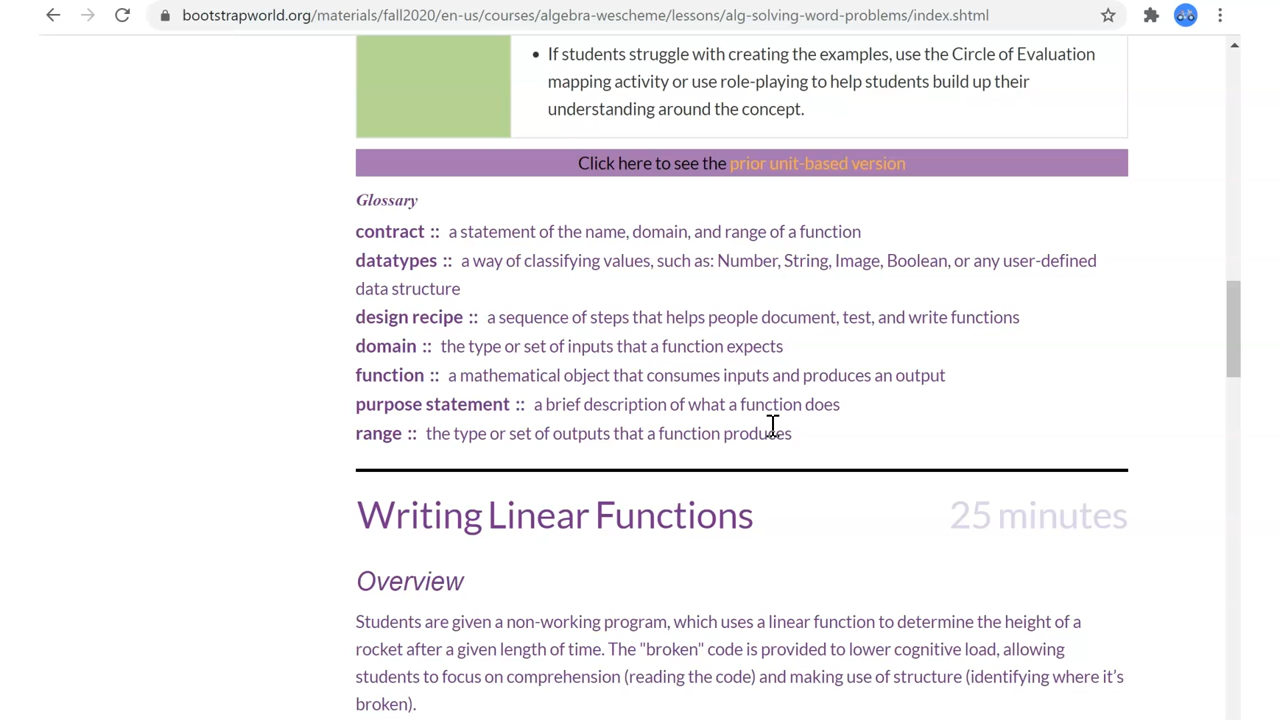 bootstrapworld.org/materials/fall2020/en-us/courses/algebra-wescheme/lessons/alg-solving-word-problems/index.shtml
• If students struggle with creating the examples, use the Circle of Evaluation
mapping activity or use role-playing to help students build up their
understanding around the concept.
Click here to see the prior unit-based version
Glossary
contract :: a statement of the name, domain, and range of a function
datatypes :: a way of classifying values, such as: Number, String, Image, Boolean, or any user-defined
data structure
design recipe :: a sequence of steps that helps people document, test, and write functions
domain :: the type or set of inputs that a function expects
function :: a mathematical object that consumes inputs and produces an output
purpose statement :: a brief description of what a function does
range :: the type or set of outputs that a function produces
Writing Linear Functions 25 minutes
Overview
Students are given a non-working program, which uses a linear function to determine the height of a
rocket after a given length of time. The "broken" code is provided to lower cognitive load, allowing
students to focus on comprehension (reading the code) and making use of structure (identifying where it's
broken).